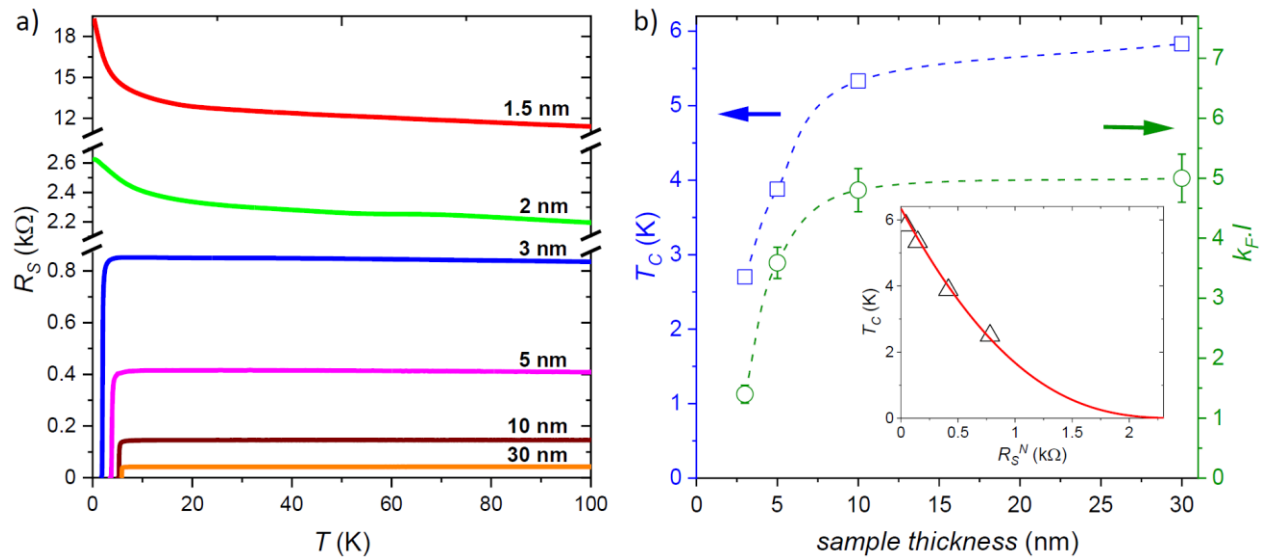 a)
18
15
12
2.6
2.4
2.2
0.8
0.6
0.4
0.2
0
R_S (kΩ)
1.5 nm
2 nm
3 nm
5 nm
10 nm
30 nm
0 20 40 60 80 100
T (K)
b)
6
5
4
3
2
1
0
T_C (K)
7
6
5
4
3
2
1
0
k_F.l
6
4
2
0
T_C (K)
0 0.5 1 1.5 2
R_S^N (kΩ)
0 5 10 15 20 25 30
sample thickness (nm)